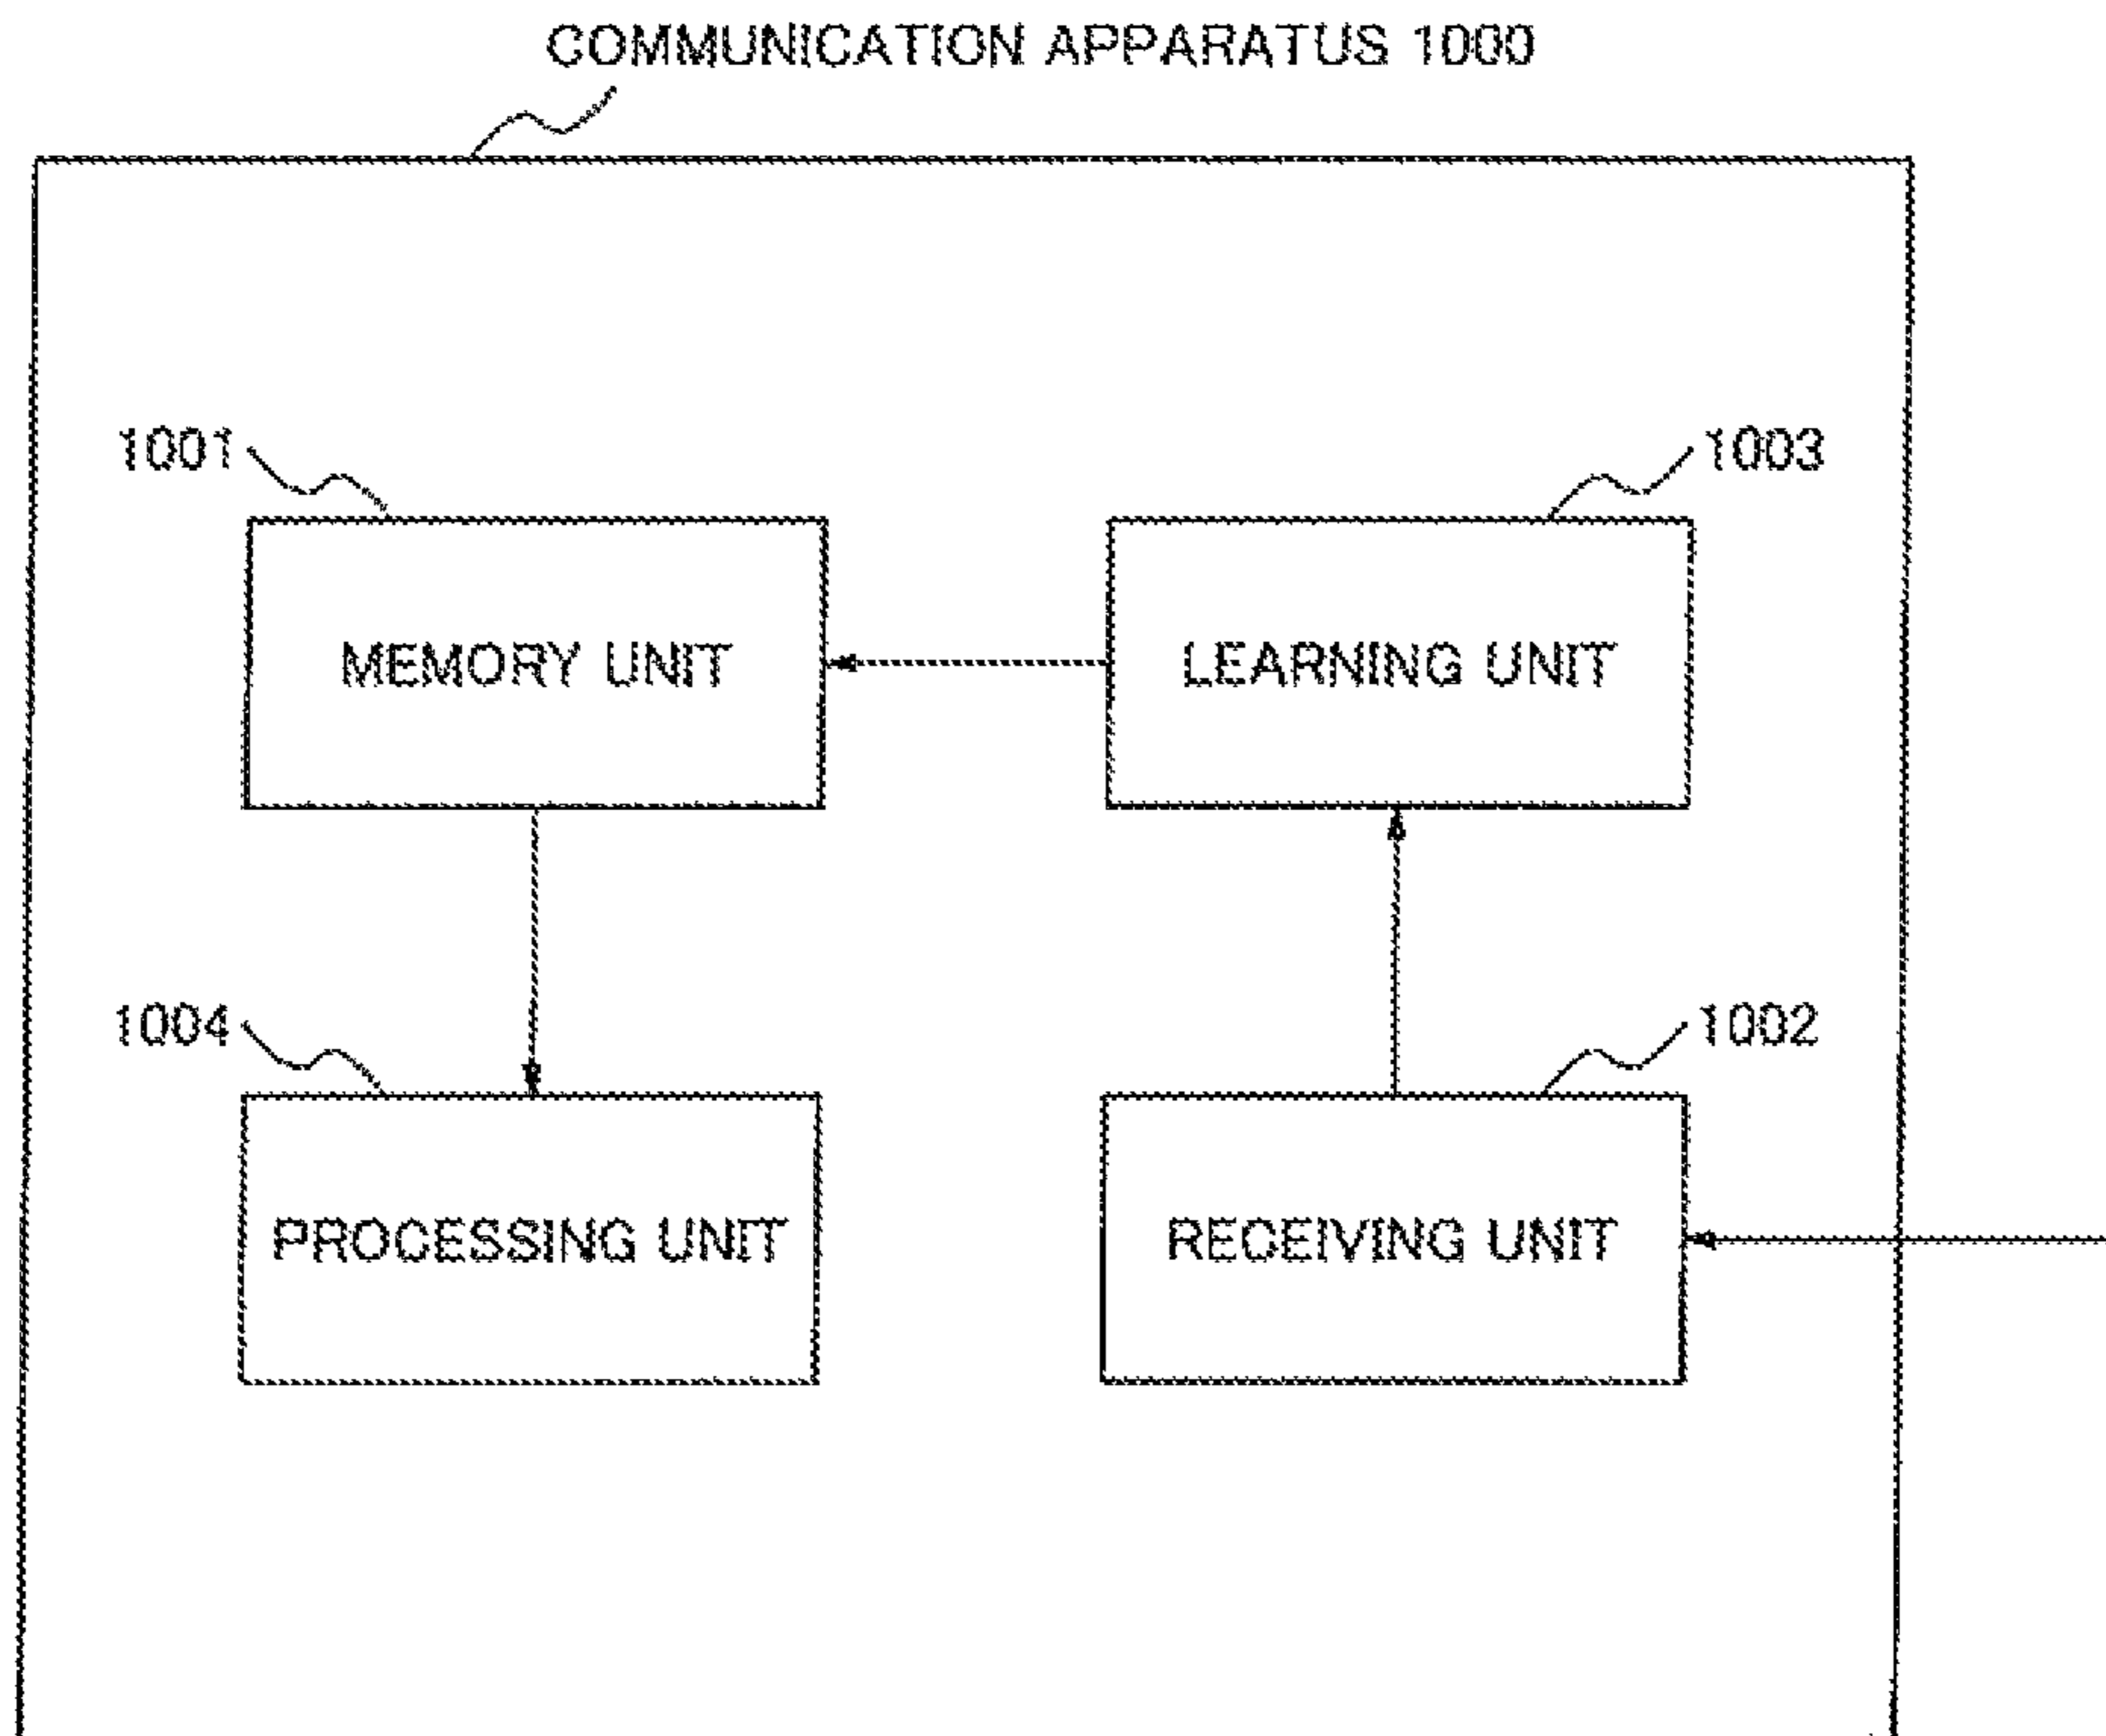 COMMUNICATION APPARATUS 1000
1001
1003
MEMORY UNIT
LEARNING UNIT
1004
1002
PROCESSING UNIT
RECEIVING UNIT